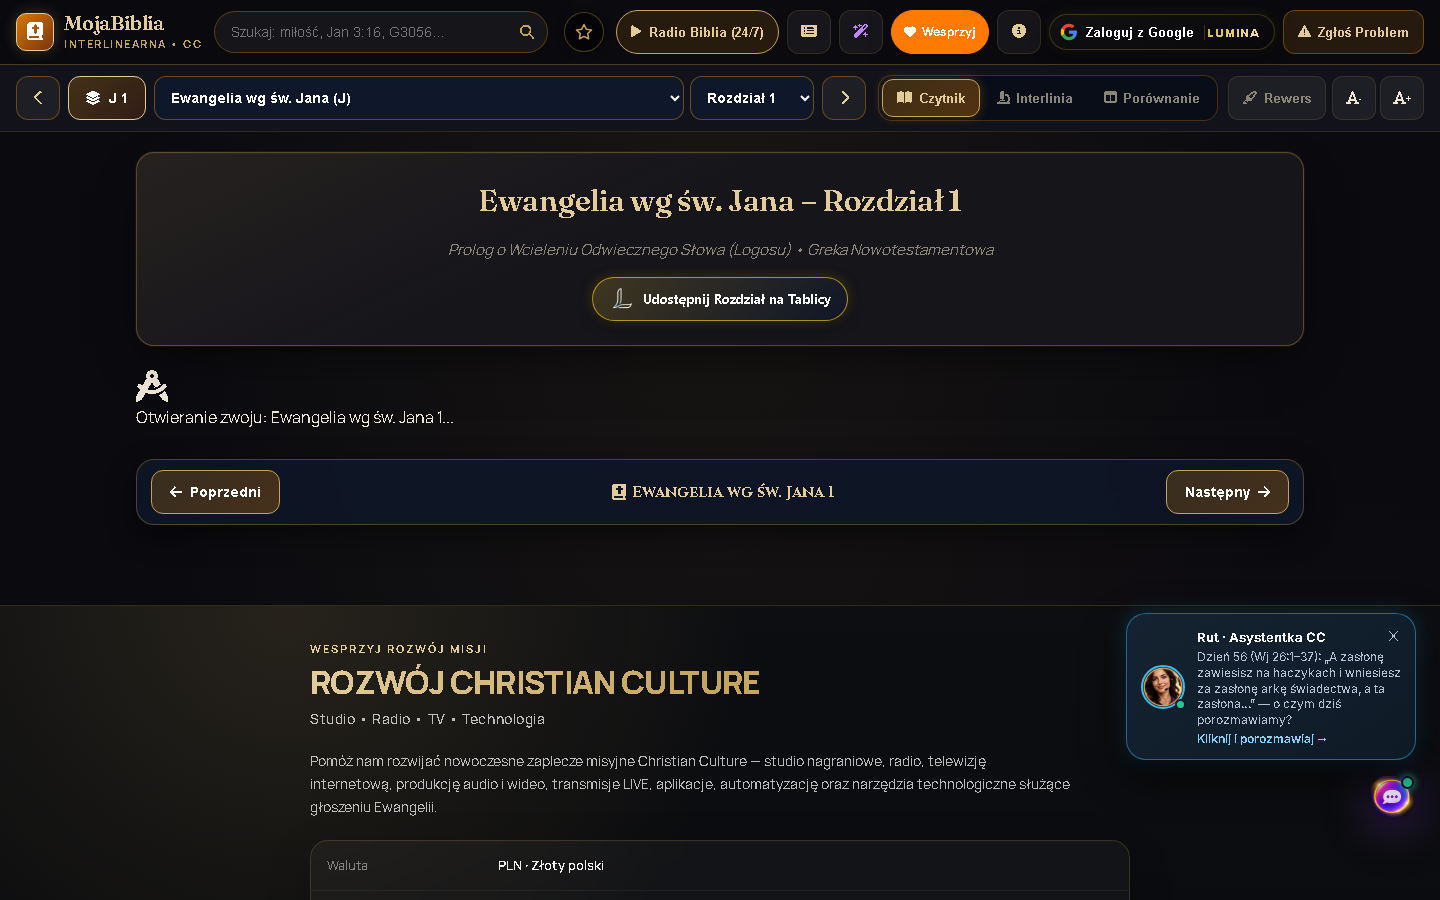 MojaBiblia
INTERLINEARNA • CC
Szukaj: miłość, Jan 3:16, G3056...
Radio Biblia (24/7)
Wesprzyj
Zaloguj z Google LUMINA
Zgłoś Problem
J 1
Ewangelia wg św. Jana (J)
Rozdział 1
Czytnik
Interlinia
Porównanie
Rewers
A-
A+
Ewangelia wg św. Jana – Rozdział 1
Prolog o Wcieleniu Odwiecznego Słowa (Logosu) • Greka Nowotestamentowa
Udostępnij Rozdział na Tablicy
Otwieranie zwoju: Ewangelia wg św. Jana 1...
Poprzedni
Ewangelia wg św. Jana 1
Następny
WESPRZYJ ROZWÓJ MISJI
ROZWÓJ CHRISTIAN CULTURE
Studio • Radio • TV • Technologia
Pomóż nam rozwijać nowoczesne zaplecze misyjne Christian Culture — studio nagraniowe, radio, telewizję
internetową, produkcję audio i wideo, transmisje LIVE, aplikacje, automatyzację oraz narzędzia technologiczne służące
głoszeniu Ewangelii.
Waluta
PLN · Złoty polski
Rut · Asystentka CC
Dzień 56 (Wj 26:1–37): „A zasłonę
zawiesisz na haczykach i wniesiesz
za zasłonę arkę świadectwa, a ta
zasłona...” — o czym dziś
porozmawiamy?
Kliknij i porozmawiaj →